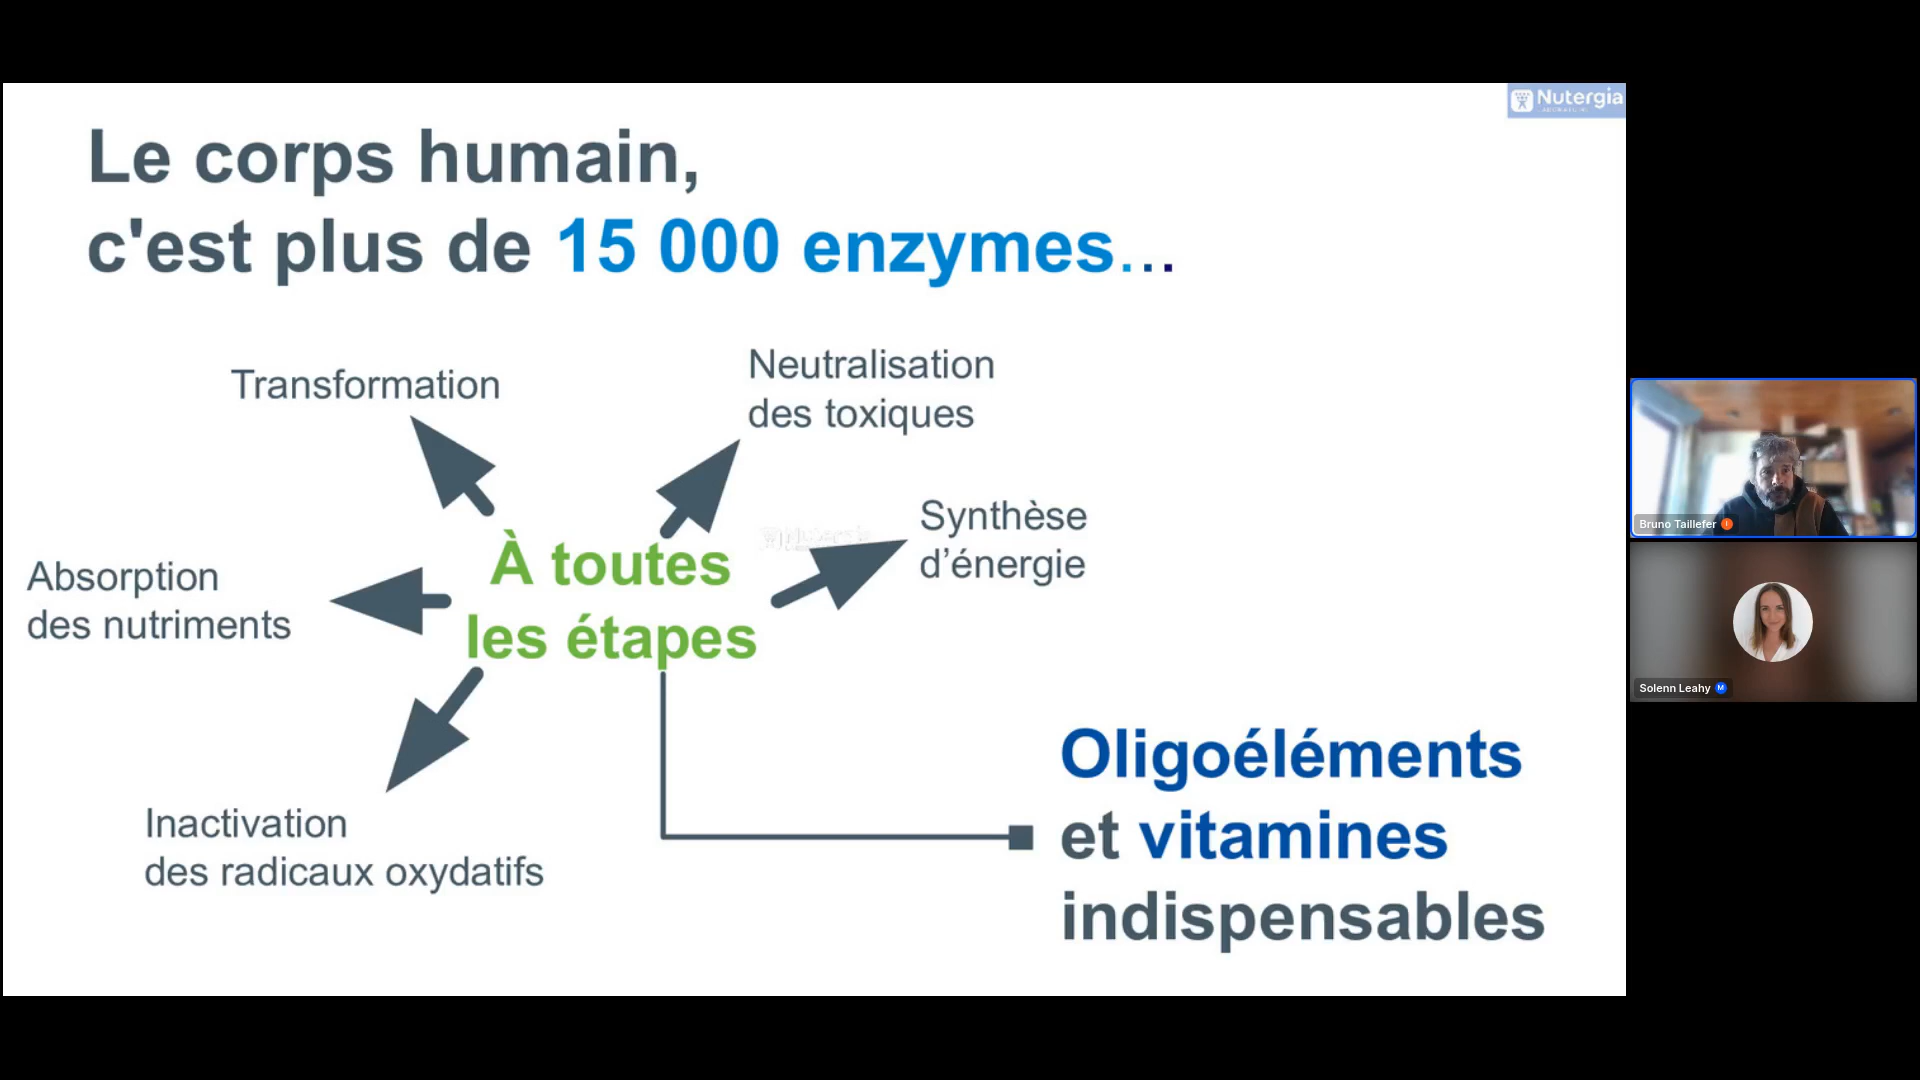 Nutergia
Le corps humain,
c'est plus de 15 000 enzymes...
Transformation
Neutralisation
des toxiques
Synthèse
d’énergie
À toutes
les étapes
Absorption
des nutriments
Inactivation
des radicaux oxydatifs
Oligoéléments
et vitamines
indispensables
Bruno Taillefer
Solenn Leahy
M